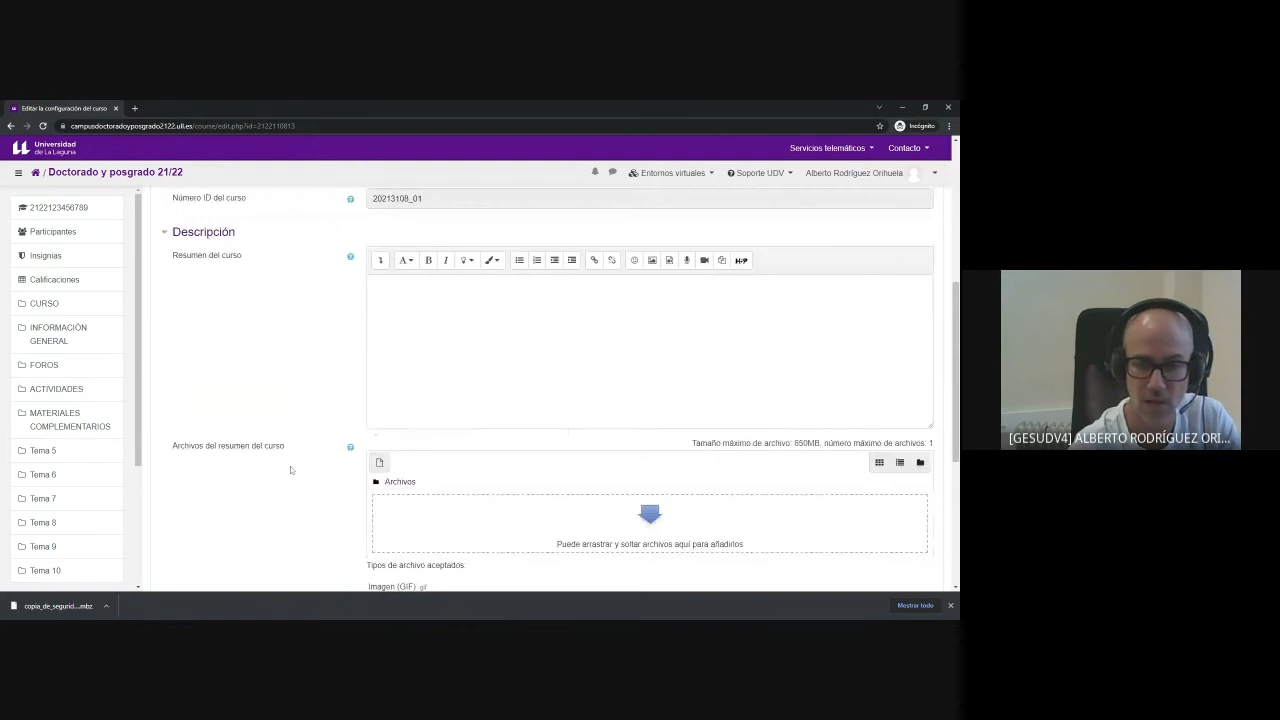 Editar la configuración del curso
campusdoctoradoyposgrado2122.ull.es/course/edit.php?id=2122110813
Incógnito
Universidad
de La Laguna
Servicios telemáticos
Contacto
/ Doctorado y posgrado 21/22
Entornos virtuales
Soporte UDV
Alberto Rodríguez Orihuela
2122123456789
Participantes
Insignias
Calificaciones
CURSO
INFORMACIÓN
GENERAL
FOROS
ACTIVIDADES
MATERIALES
COMPLEMENTARIOS
Tema 5
Tema 6
Tema 7
Tema 8
Tema 9
Tema 10
Número ID del curso
20213108_01
Descripción
Resumen del curso
A
B
I
H5P
Archivos del resumen del curso
Tamaño máximo de archivo: 850MB, número máximo de archivos: 1
Archivos
Puede arrastrar y soltar archivos aquí para añadirlos
Tipos de archivo aceptados:
Imagen (GIF) .gif
copia_de_segurid....mbz
Mostrar todo
[GESUDV4] ALBERTO RODRÍGUEZ ORI...